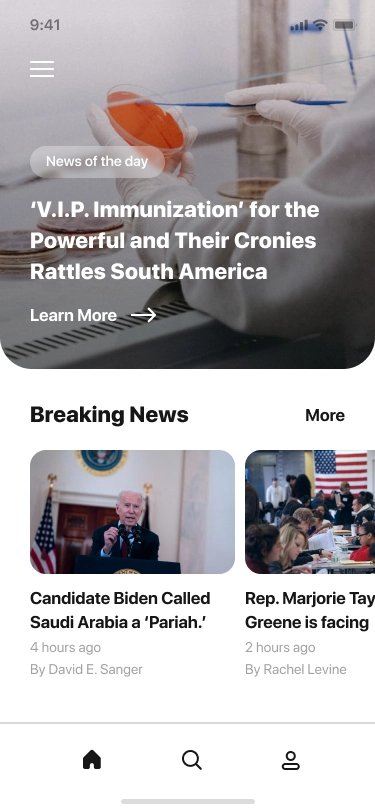 9:41
News of the day
‘V.I.P. Immunization’ for the
Powerful and Their Cronies
Rattles South America
Learn More
Breaking News
More
Candidate Biden Called
Saudi Arabia a ‘Pariah.’
4 hours ago
By David E. Sanger
Rep. Marjorie Tay
Greene is facing
2 hours ago
By Rachel Levine